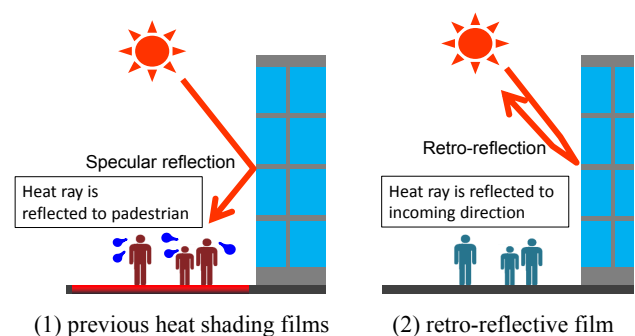 Specular reflection
Heat ray is
reflected to padestrian
(1) previous heat shading films
Retro-reflection
Heat ray is reflected to
incoming direction
(2) retro-reflective film